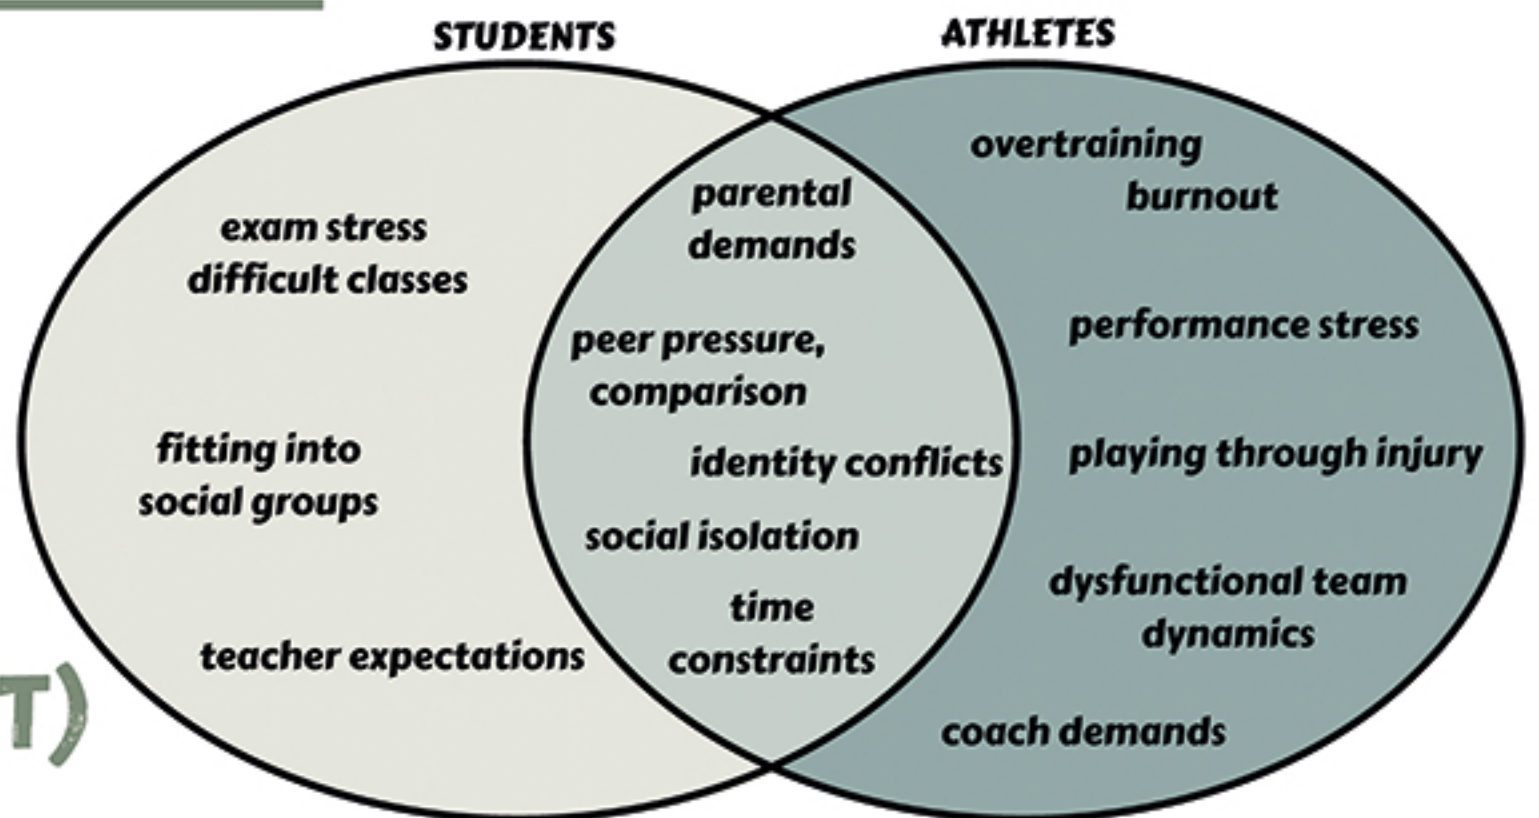 STUDENTS
ATHLETES
exam stress
difficult classes
fitting into
social groups
teacher expectations
parental
demands
peer pressure,
comparison
identity conflicts
social isolation
time
constraints
overtraining
burnout
performance stress
playing through injury
dysfunctional team
dynamics
coach demands
T)